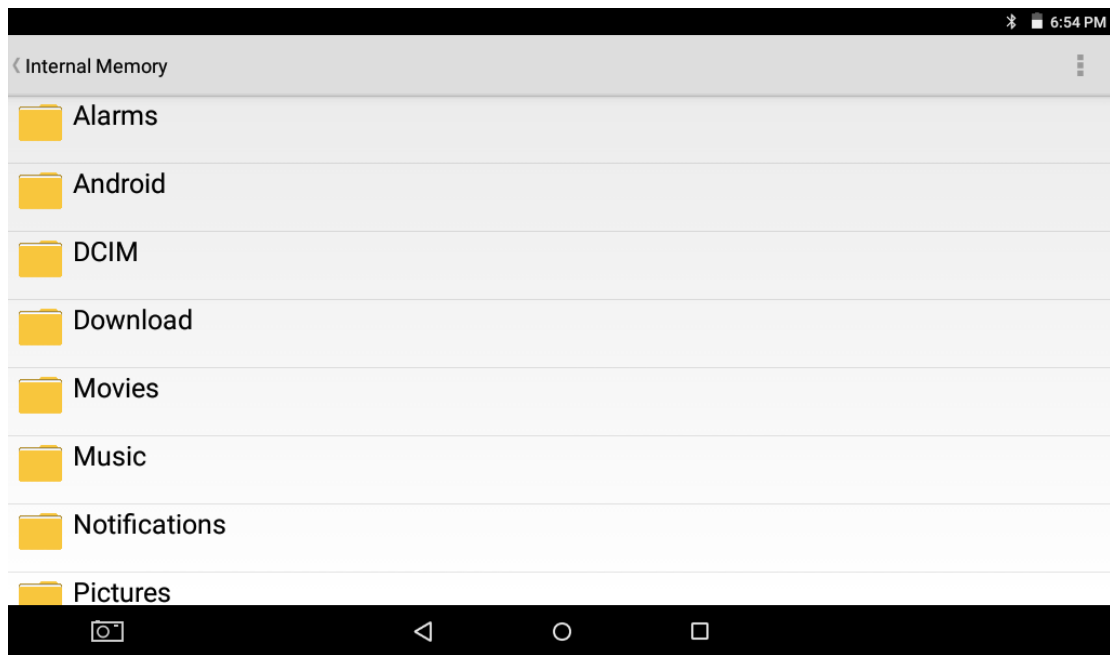 6:54 PM
Internal Memory
Alarms
Android
DCIM
Download
Movies
Music
Notifications
Pictures